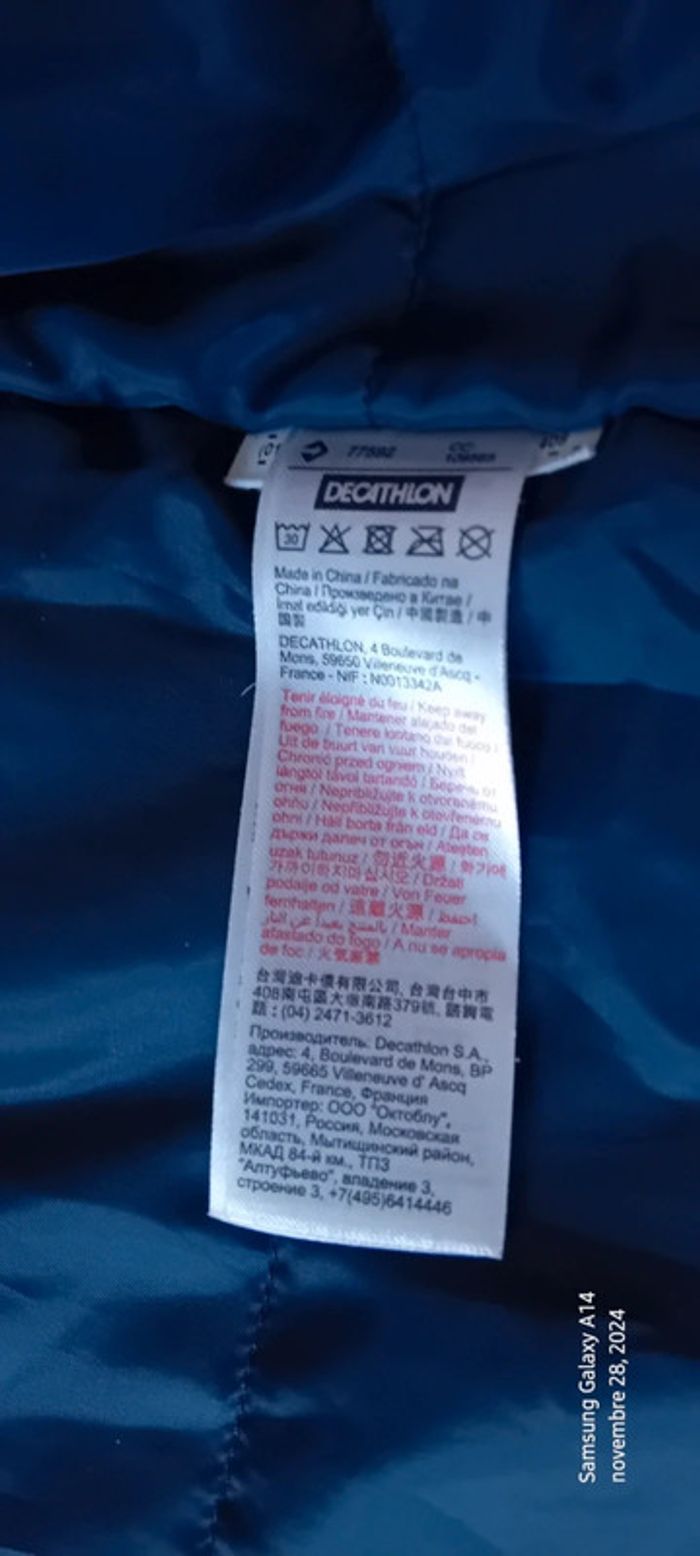 77592 CC:
DECATHLON
30
Made in China / Fabricado na
China / Произведено в Китае /
İmal edildiği yer Çin / 中國製造 / 中
国製
DECATHLON, 4 Boulevard de
Mons, 59650 Villeneuve d'Ascq -
France - NIF : N0013342A
Tenir éloigné du feu / Keep away
from fire / Mantener alejado del
fuego / Tenere lontano dal fuoco /
Uit de buurt van vuur houden /
Chronić przed ogniem / Nyílt
lángtól távol tartandó / Беречь от
огня / Nepribližujte k otvorenému
ohňu / Nepřibližujte k otevřenému
ohni / Håll borta från eld / Да се
държи далеч от огън / Ateşten
uzak tutunuz / 勿近火源 / 화기에
가까이하지마십시오 / Držati
podalje od vatre / Von Feuer
fernhalten / 遠離火源 / احتفظ
بالمنتج بعيدا عن النار / Manter
afastado do fogo / A nu se apropia
de foc / 火気厳禁
台灣迪卡儂有限公司, 台灣台中市
408南屯區大墩南路379號, 諮詢電
話 : (04) 2471-3612
Производитель: Decathlon S.A.,
адрес: 4, Boulevard de Mons, BP
299, 59665 Villeneuve d' Ascq
Cedex, France, Франция
Импортер: ООО "Октоблу",
141031, Россия, Московская
область, Мытищинский район,
МКАД 84-й км., ТПЗ
"Алтуфьево", владение 3,
строение 3, +7(495)6414446
Samsung Galaxy A14
novembre 28, 2024